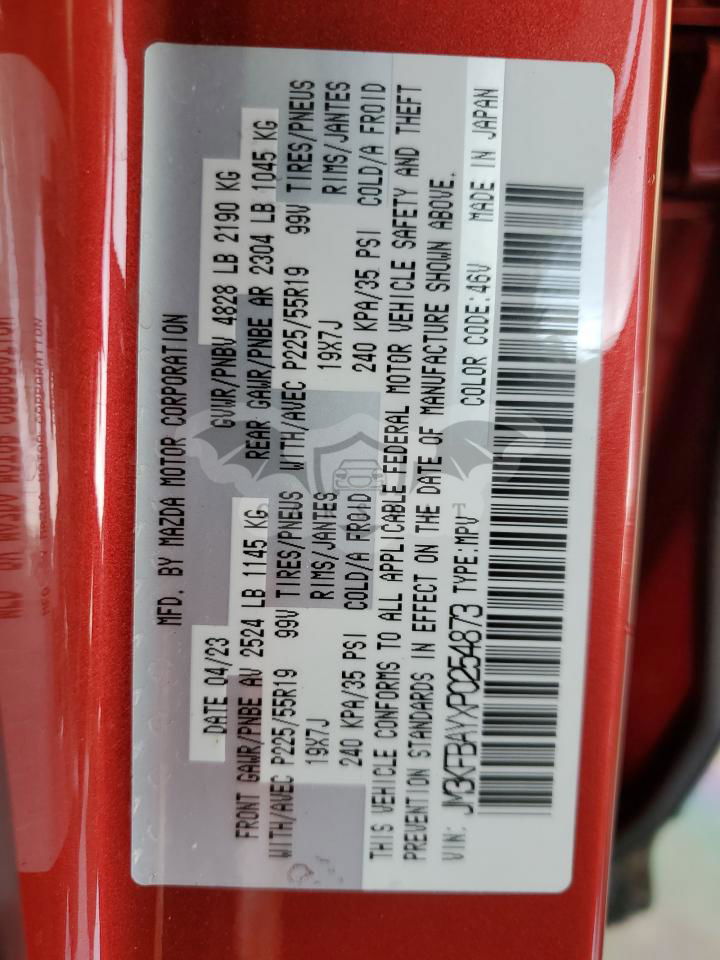 MFD. BY MAZDA MOTOR CORPORATION
DATE 04/23 GVWR/PNBV 4828 LB 2190 KG
FRONT GAWR/PNBE AV 2524 LB 1145 KG REAR GAWR/PNBE AR 2304 LB 1045 KG
WITH/AVEC P225/55R19 99V TIRES/PNEUS WITH/AVEC P225/55R19 99V TIRES/PNEUS
19X7J RIMS/JANTES 19X7J RIMS/JANTES
240 KPA/35 PSI COLD/A FROID 240 KPA/35 PSI COLD/A FROID
THIS VEHICLE CONFORMS TO ALL APPLICABLE FEDERAL MOTOR VEHICLE SAFETY AND THEFT
PREVENTION STANDARDS IN EFFECT ON THE DATE OF MANUFACTURE SHOWN ABOVE.
VIN: JM3KFBAYXP0254873 TYPE:MPV COLOR CODE:46V MADE IN JAPAN